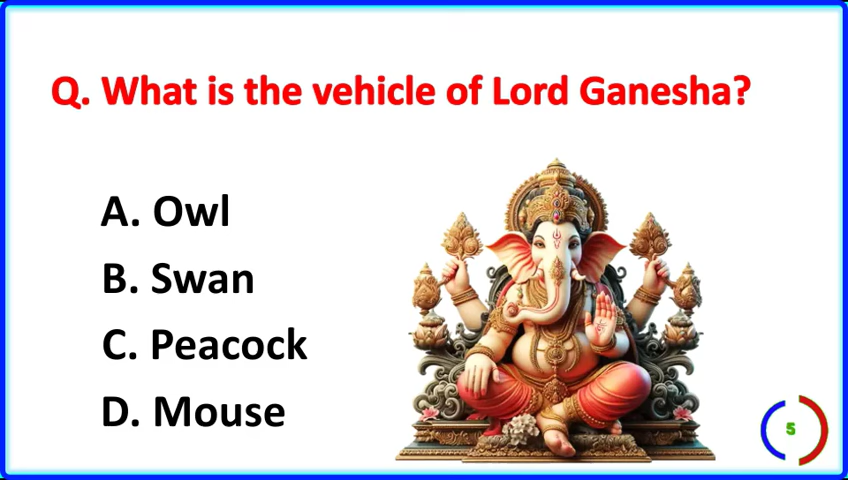 Q. What is the vehicle of Lord Ganesha?
A. Owl
B. Swan
C. Peacock
D. Mouse
5